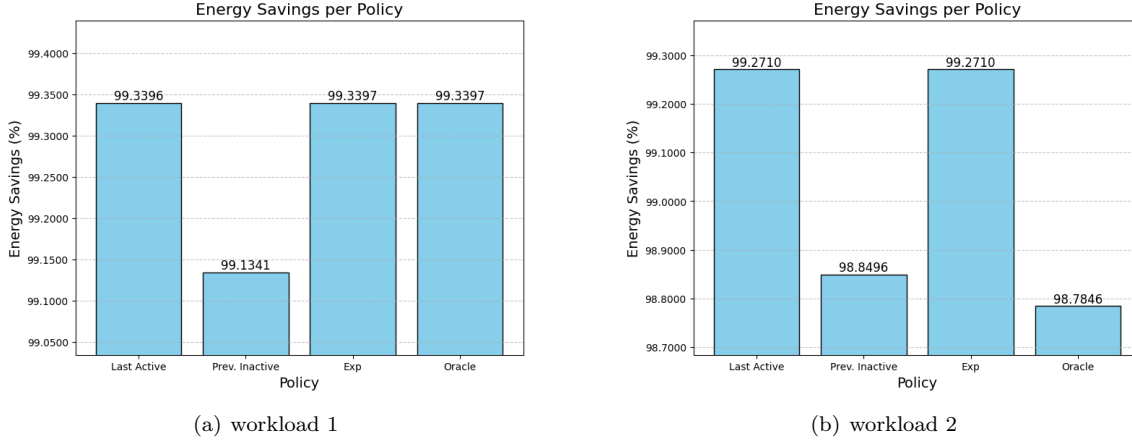 Energy Savings per Policy
Energy Savings (%)
99.4000
99.3500
99.3000
99.2500
99.2000
99.1500
99.1000
99.0500
99.3396
99.1341
99.3397
99.3397
Last Active
Prev. Inactive
Exp
Oracle
Policy
(a) workload 1
Energy Savings per Policy
Energy Savings (%)
99.3000
99.2000
99.1000
99.0000
98.9000
98.8000
98.7000
99.2710
98.8496
99.2710
98.7846
Last Active
Prev. Inactive
Exp
Oracle
Policy
(b) workload 2